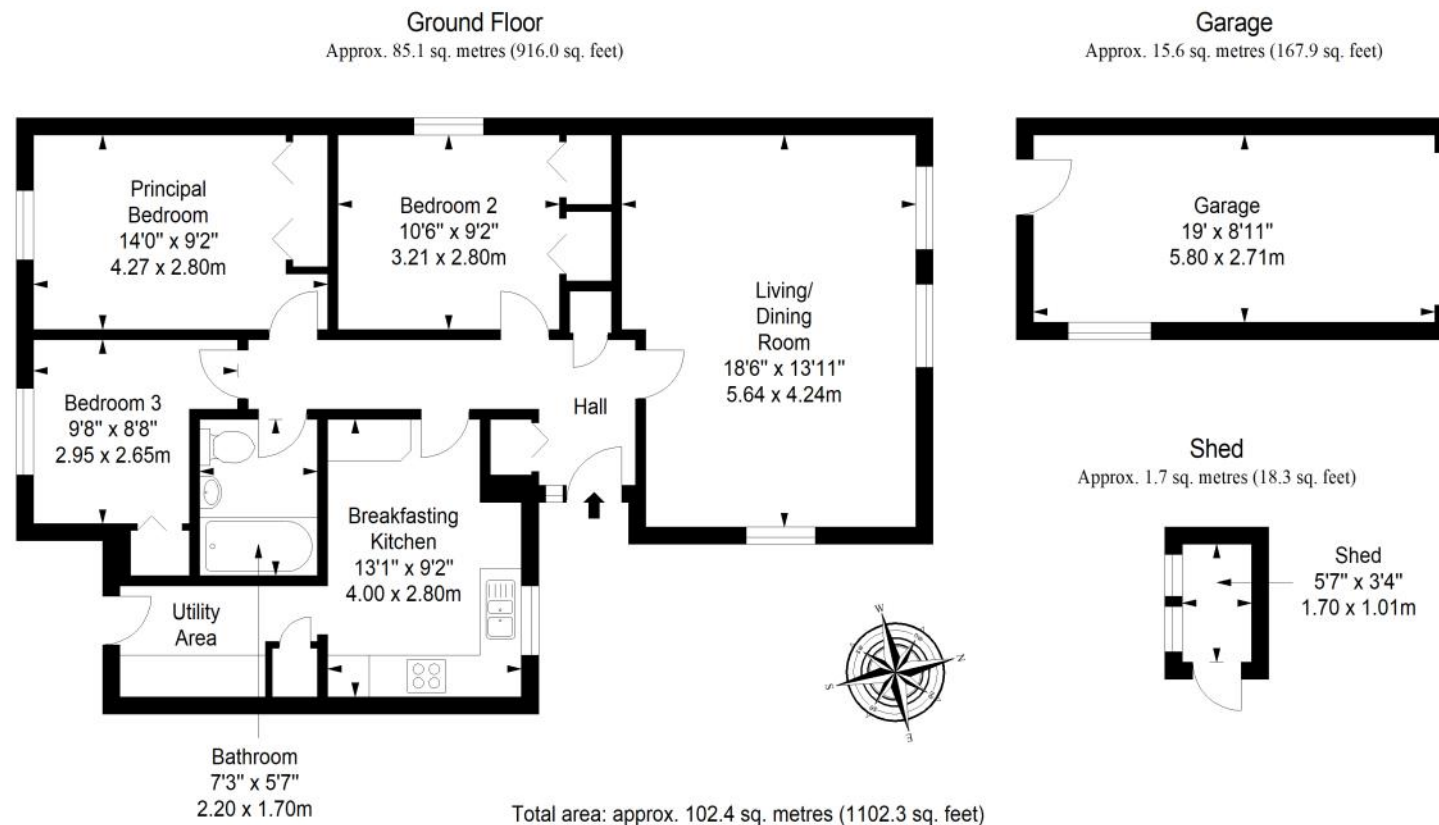 Ground Floor
Approx. 85.1 sq. metres (916.0 sq. feet)
Garage
Approx. 15.6 sq. metres (167.9 sq. feet)
Principal
Bedroom
14'0" x 9'2"
4.27 x 2.80m
Bedroom 2
10'6" x 9'2"
3.21 x 2.80m
Living/
Dining
Room
18'6" x 13'11"
5.64 x 4.24m
Garage
19' x 8'11"
5.80 x 2.71m
Bedroom 3
9'8" x 8'8"
2.95 x 2.65m
Hall
Shed
Approx. 1.7 sq. metres (18.3 sq. feet)
Breakfasting
Kitchen
13'1" x 9'2"
4.00 x 2.80m
Utility
Area
Shed
5'7" x 3'4"
1.70 x 1.01m
W
N
S
E
Bathroom
7'3" x 5'7"
2.20 x 1.70m
Total area: approx. 102.4 sq. metres (1102.3 sq. feet)